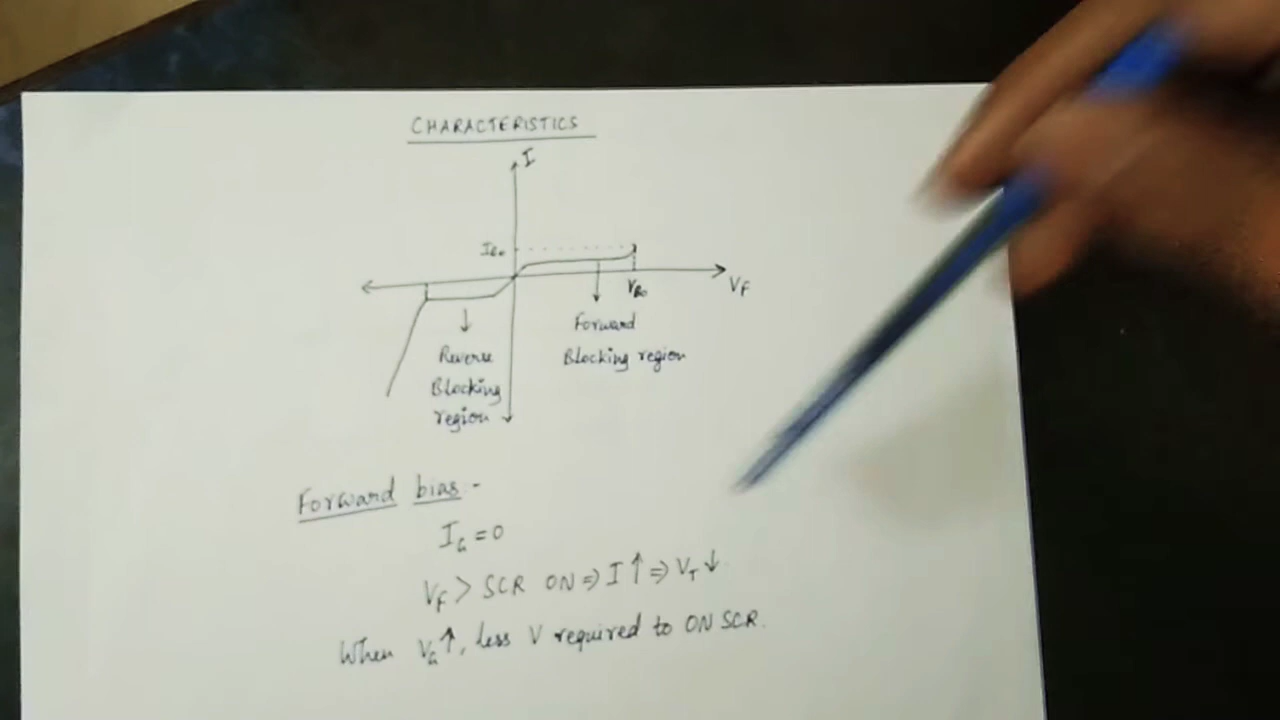 CHARACTERISTICS
I
IBo
VBo
VF
Forward
Blocking region
Reverse
Blocking
region
Forward bias -
IG = 0
VF > SCR ON ⇒ I ↑ ⇒ VT ↓
When VG ↑, less V required to ON SCR.